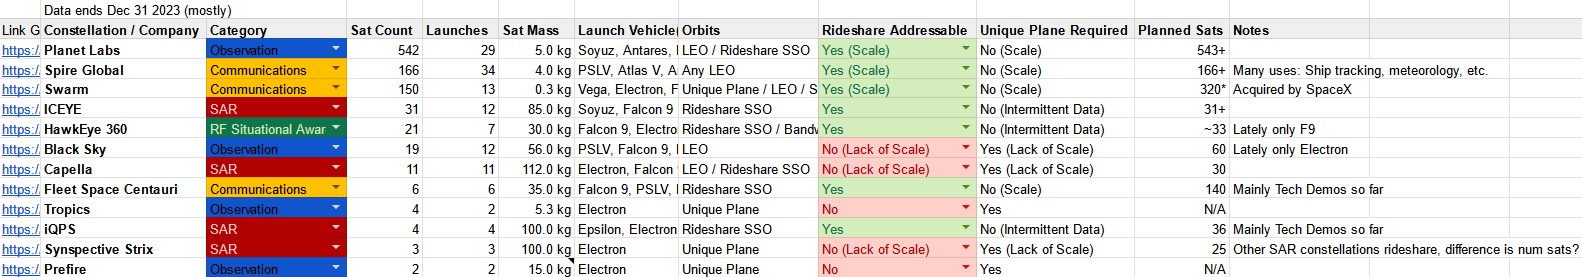 Data ends Dec 31 2023 (mostly)
Link G Constellation / Company Category Sat Count Launches Sat Mass Launch Vehicle Orbits Rideshare Addressable Unique Plane Required Planned Sats Notes
https:/ Planet Labs Observation 542 29 5.0 kg Soyuz, Antares, LEO / Rideshare SSO Yes (Scale) No (Scale) 543+
https:/ Spire Global Communications 166 34 4.0 kg PSLV, Atlas V, A Any LEO Yes (Scale) No (Scale) 166+ Many uses: Ship tracking, meteorology, etc.
https:/ Swarm Communications 150 13 0.3 kg Vega, Electron, F Unique Plane / LEO / S Yes (Scale) No (Scale) 320* Acquired by SpaceX
https:/ ICEYE SAR 31 12 85.0 kg Soyuz, Falcon 9 Rideshare SSO Yes No (Intermittent Data) 31+
https:/ HawkEye 360 RF Situational Awar 21 7 30.0 kg Falcon 9, Electro Rideshare SSO / Bandw Yes No (Intermittent Data) ~33 Lately only F9
https:/ Black Sky Observation 19 12 56.0 kg PSLV, Falcon 9, LEO No (Lack of Scale) Yes (Lack of Scale) 60 Lately only Electron
https:/ Capella SAR 11 11 112.0 kg Electron, Falcon LEO / Rideshare SSO No (Lack of Scale) Yes (Lack of Scale) 30
https:/ Fleet Space Centauri Communications 6 6 35.0 kg Falcon 9, PSLV, Rideshare SSO Yes No (Scale) 140 Mainly Tech Demos so far
https:/ Tropics Observation 4 2 5.3 kg Electron Unique Plane No Yes N/A
https:/ iQPS SAR 4 4 100.0 kg Epsilon, Electron Rideshare SSO Yes No (Intermittent Data) 36 Mainly Tech Demos so far
https:/ Synspective Strix SAR 3 3 100.0 kg Electron Unique Plane No (Lack of Scale) Yes (Lack of Scale) 25 Other SAR constellations rideshare, difference is num sats?
https:/ Prefire Observation 2 2 15.0 kg Electron Unique Plane No Yes N/A